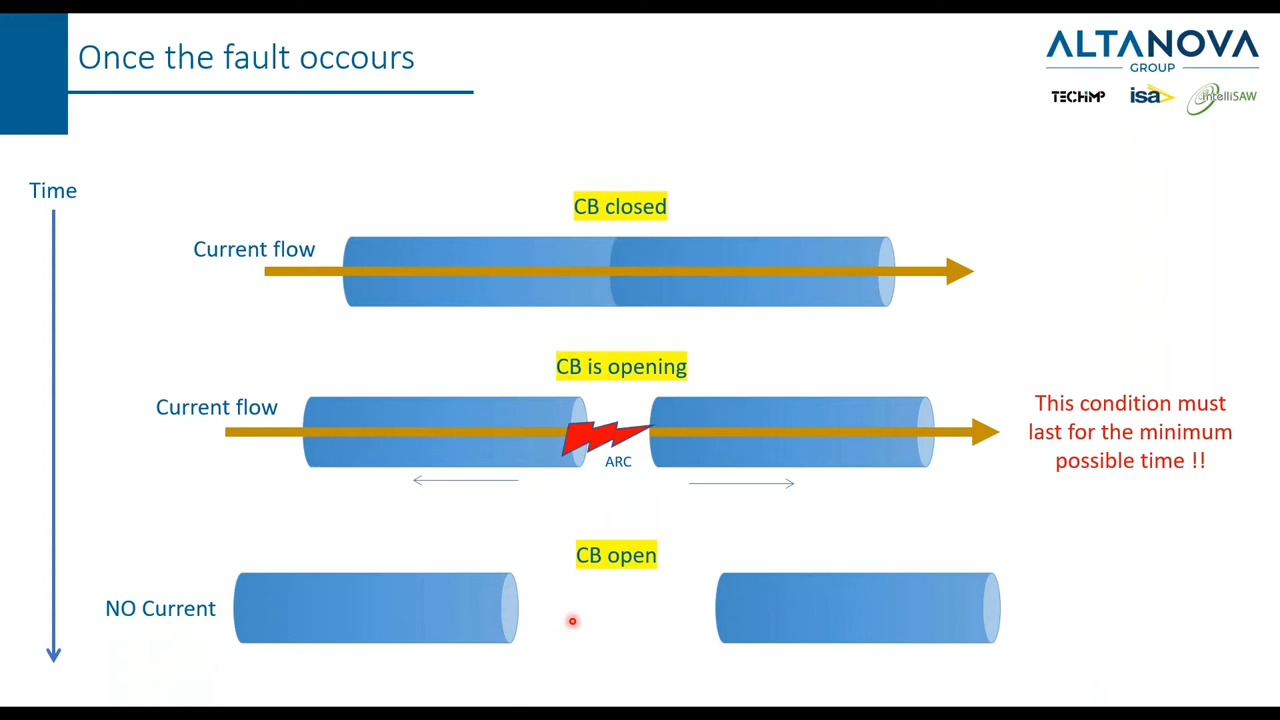 Once the fault occours
ALTANOVA
GROUP
TECHIMP
isa
intelliSAW
Time
CB closed
Current flow
CB is opening
Current flow
ARC
This condition must
last for the minimum
possible time !!
CB open
NO Current